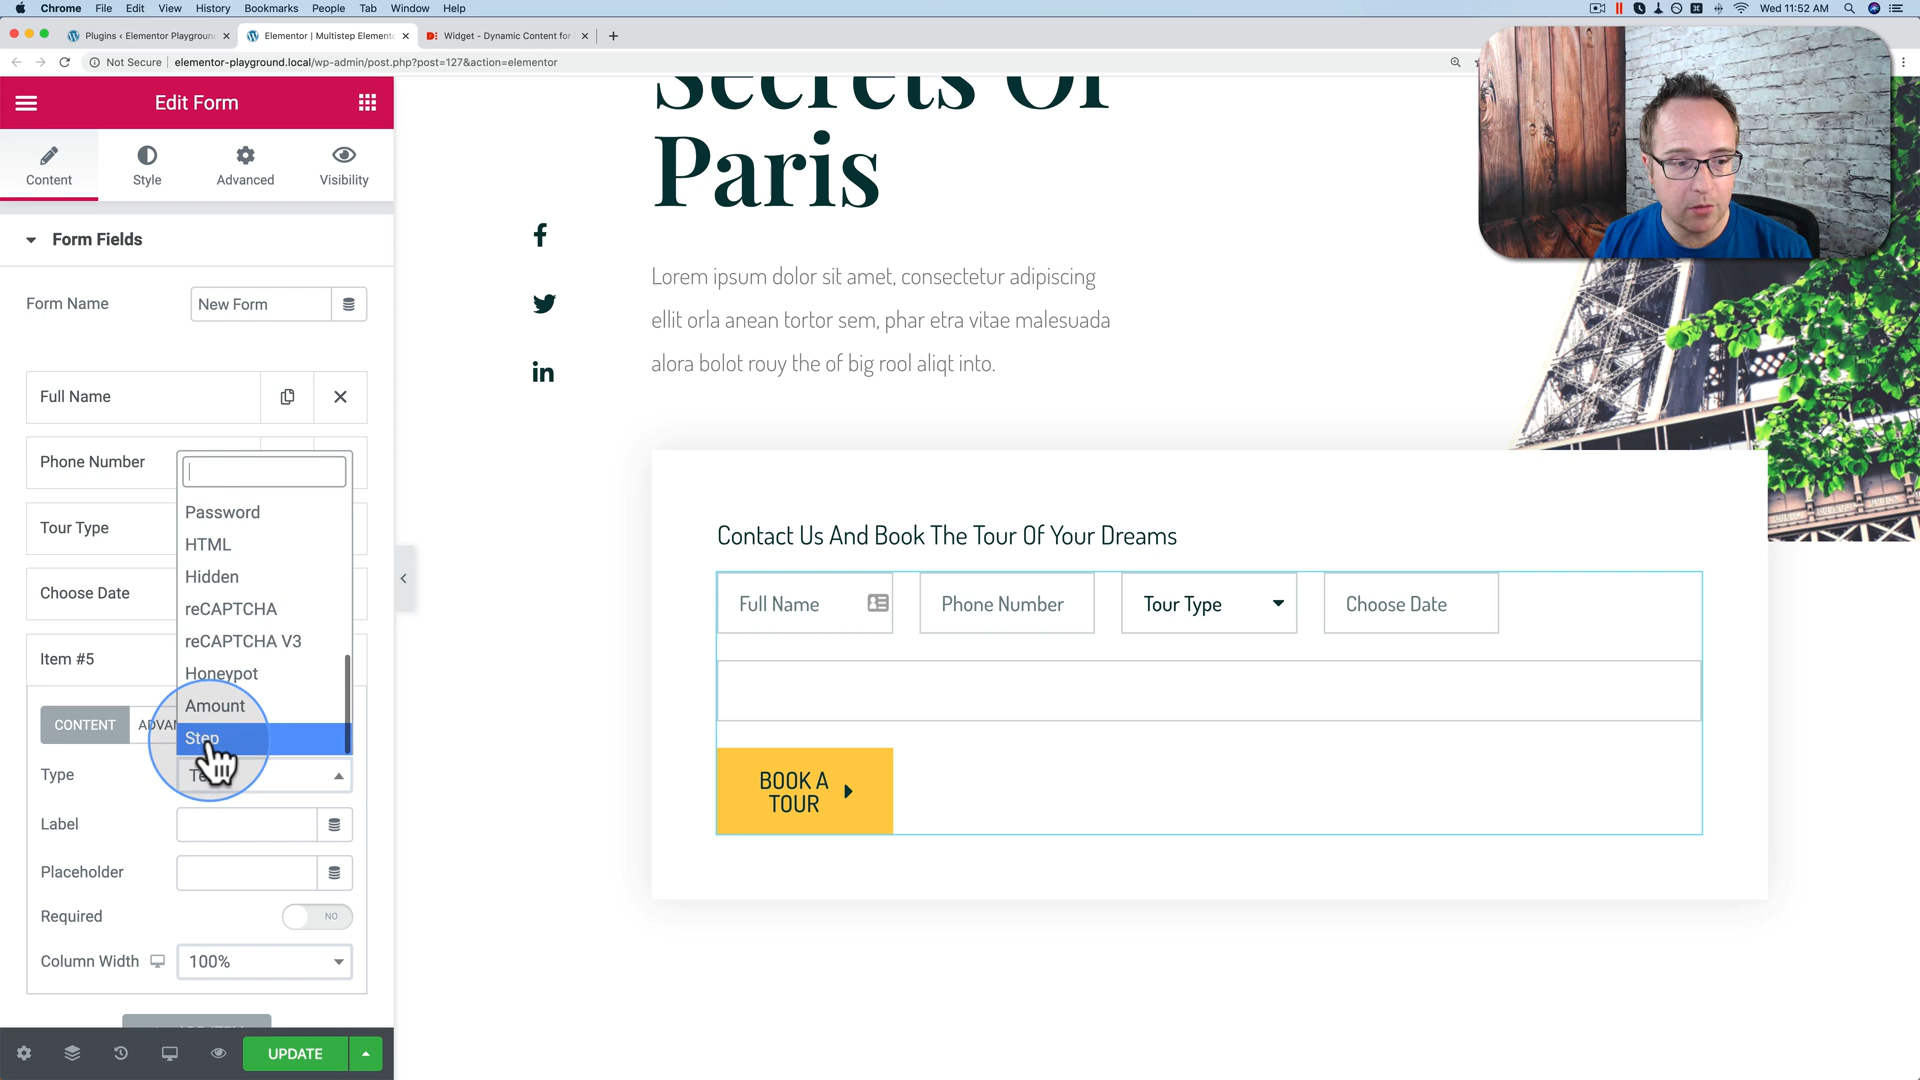 Chrome File Edit View History Bookmarks People Tab Window Help
Wed 11:52 AM
Plugins ‹ Elementor Playground
Elementor | Multistep Elemento
Widget - Dynamic Content for
Not Secure elementor-playground.local/wp-admin/post.php?post=127&action=elementor
Edit Form
Content Style Advanced Visibility
Form Fields
Form Name New Form
Full Name
Phone Number
Tour Type
Choose Date
Item #5
Password
HTML
Hidden
reCAPTCHA
reCAPTCHA V3
Honeypot
Amount
Step
CONTENT
Type
Label
Placeholder
Required NO
Column Width 100%
UPDATE
Secrets Of
Paris
Lorem ipsum dolor sit amet, consectetur adipiscing
ellit orla anean tortor sem, phar etra vitae malesuada
alora bolot rouy the of big rool aliqt into.
Contact Us And Book The Tour Of Your Dreams
Full Name Phone Number Tour Type Choose Date
BOOK A
TOUR